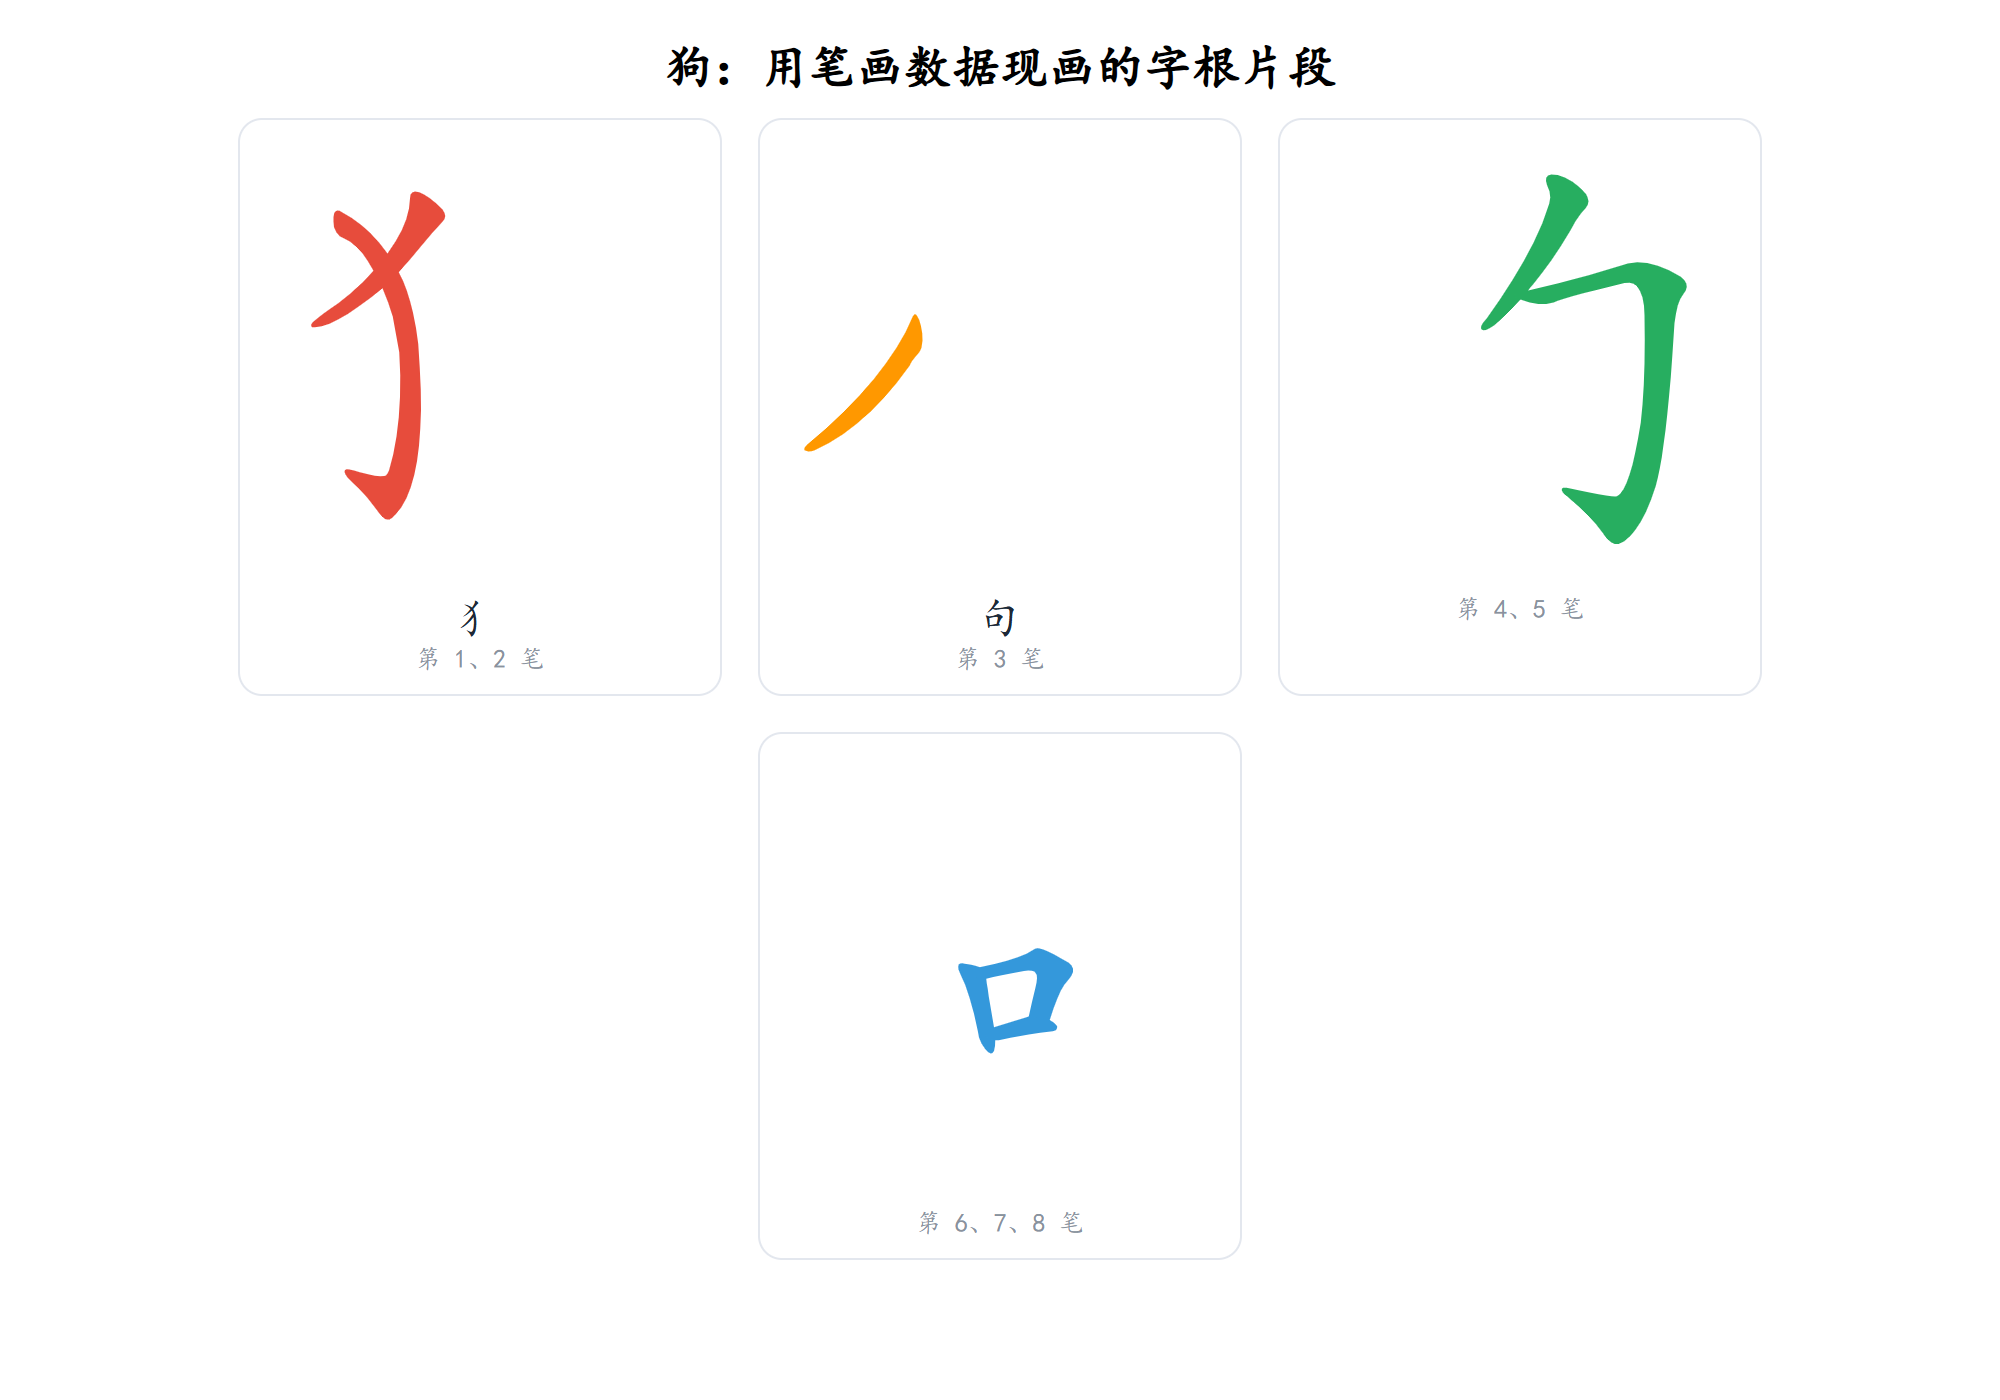 狗：用笔画数据现画的字根片段
犭
第 1、2 笔
句
第 3 笔
第 4、5 笔
第 6、7、8 笔